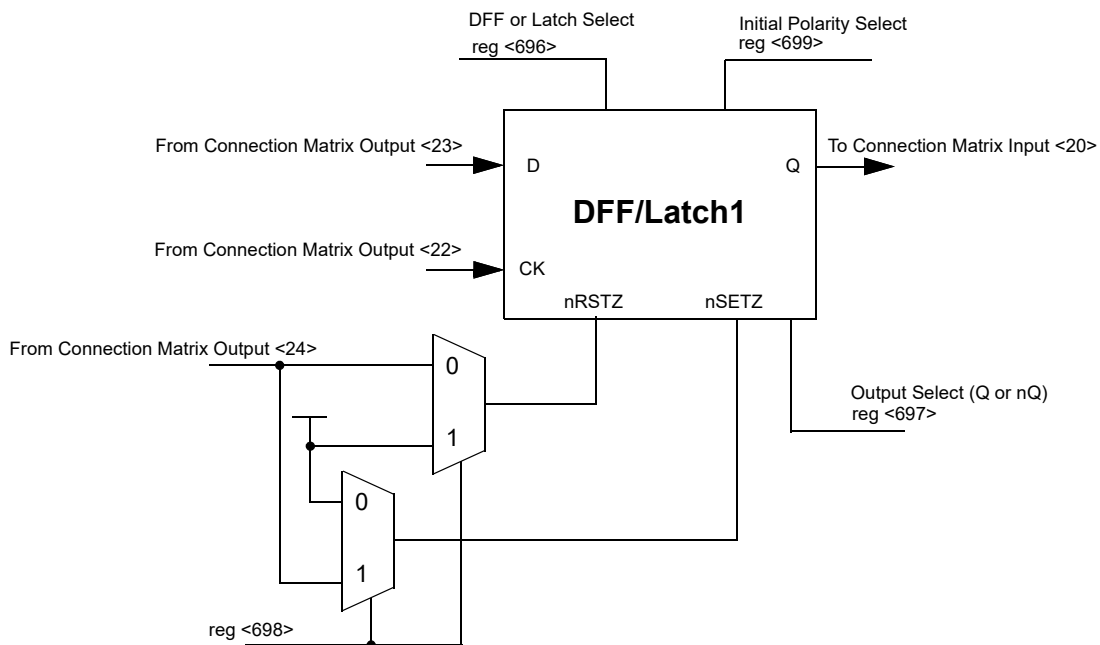 DFF or Latch Select
reg <696>
Initial Polarity Select
reg <699>
From Connection Matrix Output <23>
To Connection Matrix Input <20>
D
Q
DFF/Latch1
From Connection Matrix Output <22>
CK
nRSTZ
nSETZ
From Connection Matrix Output <24>
0
1
Output Select (Q or nQ)
reg <697>
0
1
reg <698>